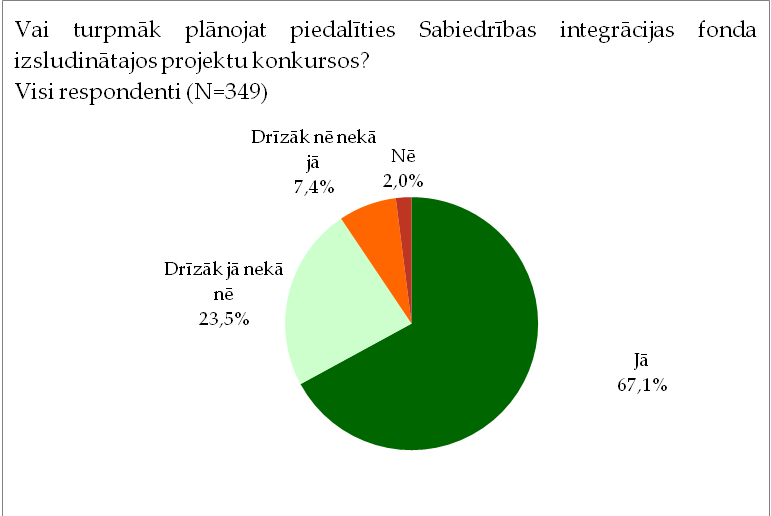 Vai turpmāk plānojat piedalīties Sabiedrības integrācijas fonda
izsludinātajos projektu konkursos?
Visi respondenti (N=349)
Drīzāk nē nekā
jā
7,4%
Nē
2,0%
Drīzāk jā nekā
nē
23,5%
Jā
67,1%